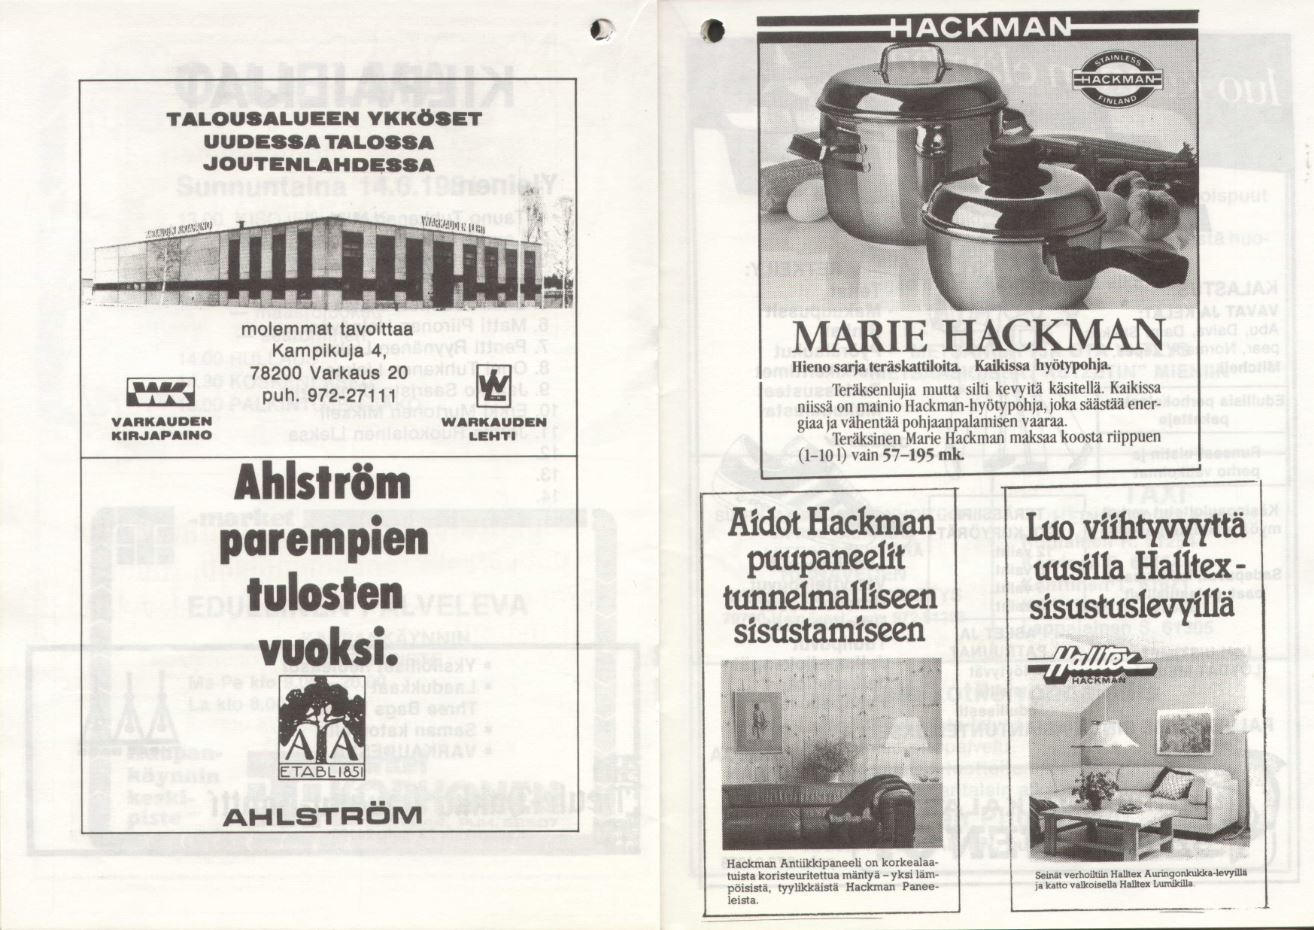 TALOUSALUEEN YKKÖSET
UUDESSA TALOSSA
JOUTENLAHDESSA
WARKAUDEN LEHTI
molemmat tavoittaa
Kampikuja 4,
78200 Varkaus 20
puh. 972-27111
VARKAUDEN
KIRJAPAINO
WARKAUDEN
LEHTI
Ahlström
parempien
tulosten
vuoksi.
A A
ETABL 1851
AHLSTRÖM
HACKMAN
STAINLESS
HACKMAN
FINLAND
MARIE HACKMAN
Hieno sarja teräskattiloita. Kaikissa hyötypohja.
Teräksenlujia mutta silti kevyitä käsitellä. Kaikissa
niissä on mainio Hackman-hyötypohja, joka säästää ener-
giaa ja vähentää pohjaanpalamisen vaaraa.
Teräksinen Marie Hackman maksaa koosta riippuen
(1-10 l) vain 57-195 mk.
Aidot Hackman
puupaneelit
tunnelmalliseen
sisustamiseen
Hackman Antiikkipaneeli on korkealaa-
tuista koristeuritettua mäntyä – yksi läm-
pöisistä, tyylikkäistä Hackman Panee-
leista.
Luo viihtyvyyttä
uusilla Halltex-
sisustuslevyillä
Halltex
HACKMAN
Seinät verhoiltiin Halltex Auringonkukka-levyillä
ja katto valkoisella Halltex Lumikilla.